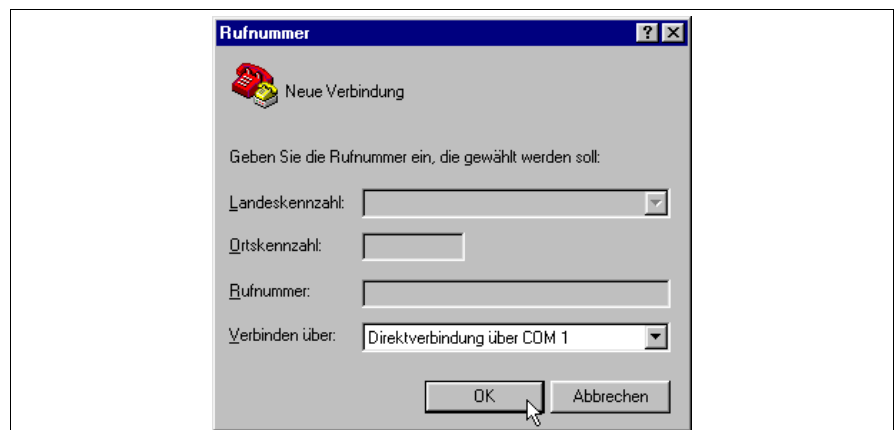 Rufnummer
Neue Verbindung
Geben Sie die Rufnummer ein, die gewählt werden soll:
Landeskennzahl:
Ortskennzahl:
Rufnummer:
Verbinden über: Direktverbindung über COM 1
OK Abbrechen